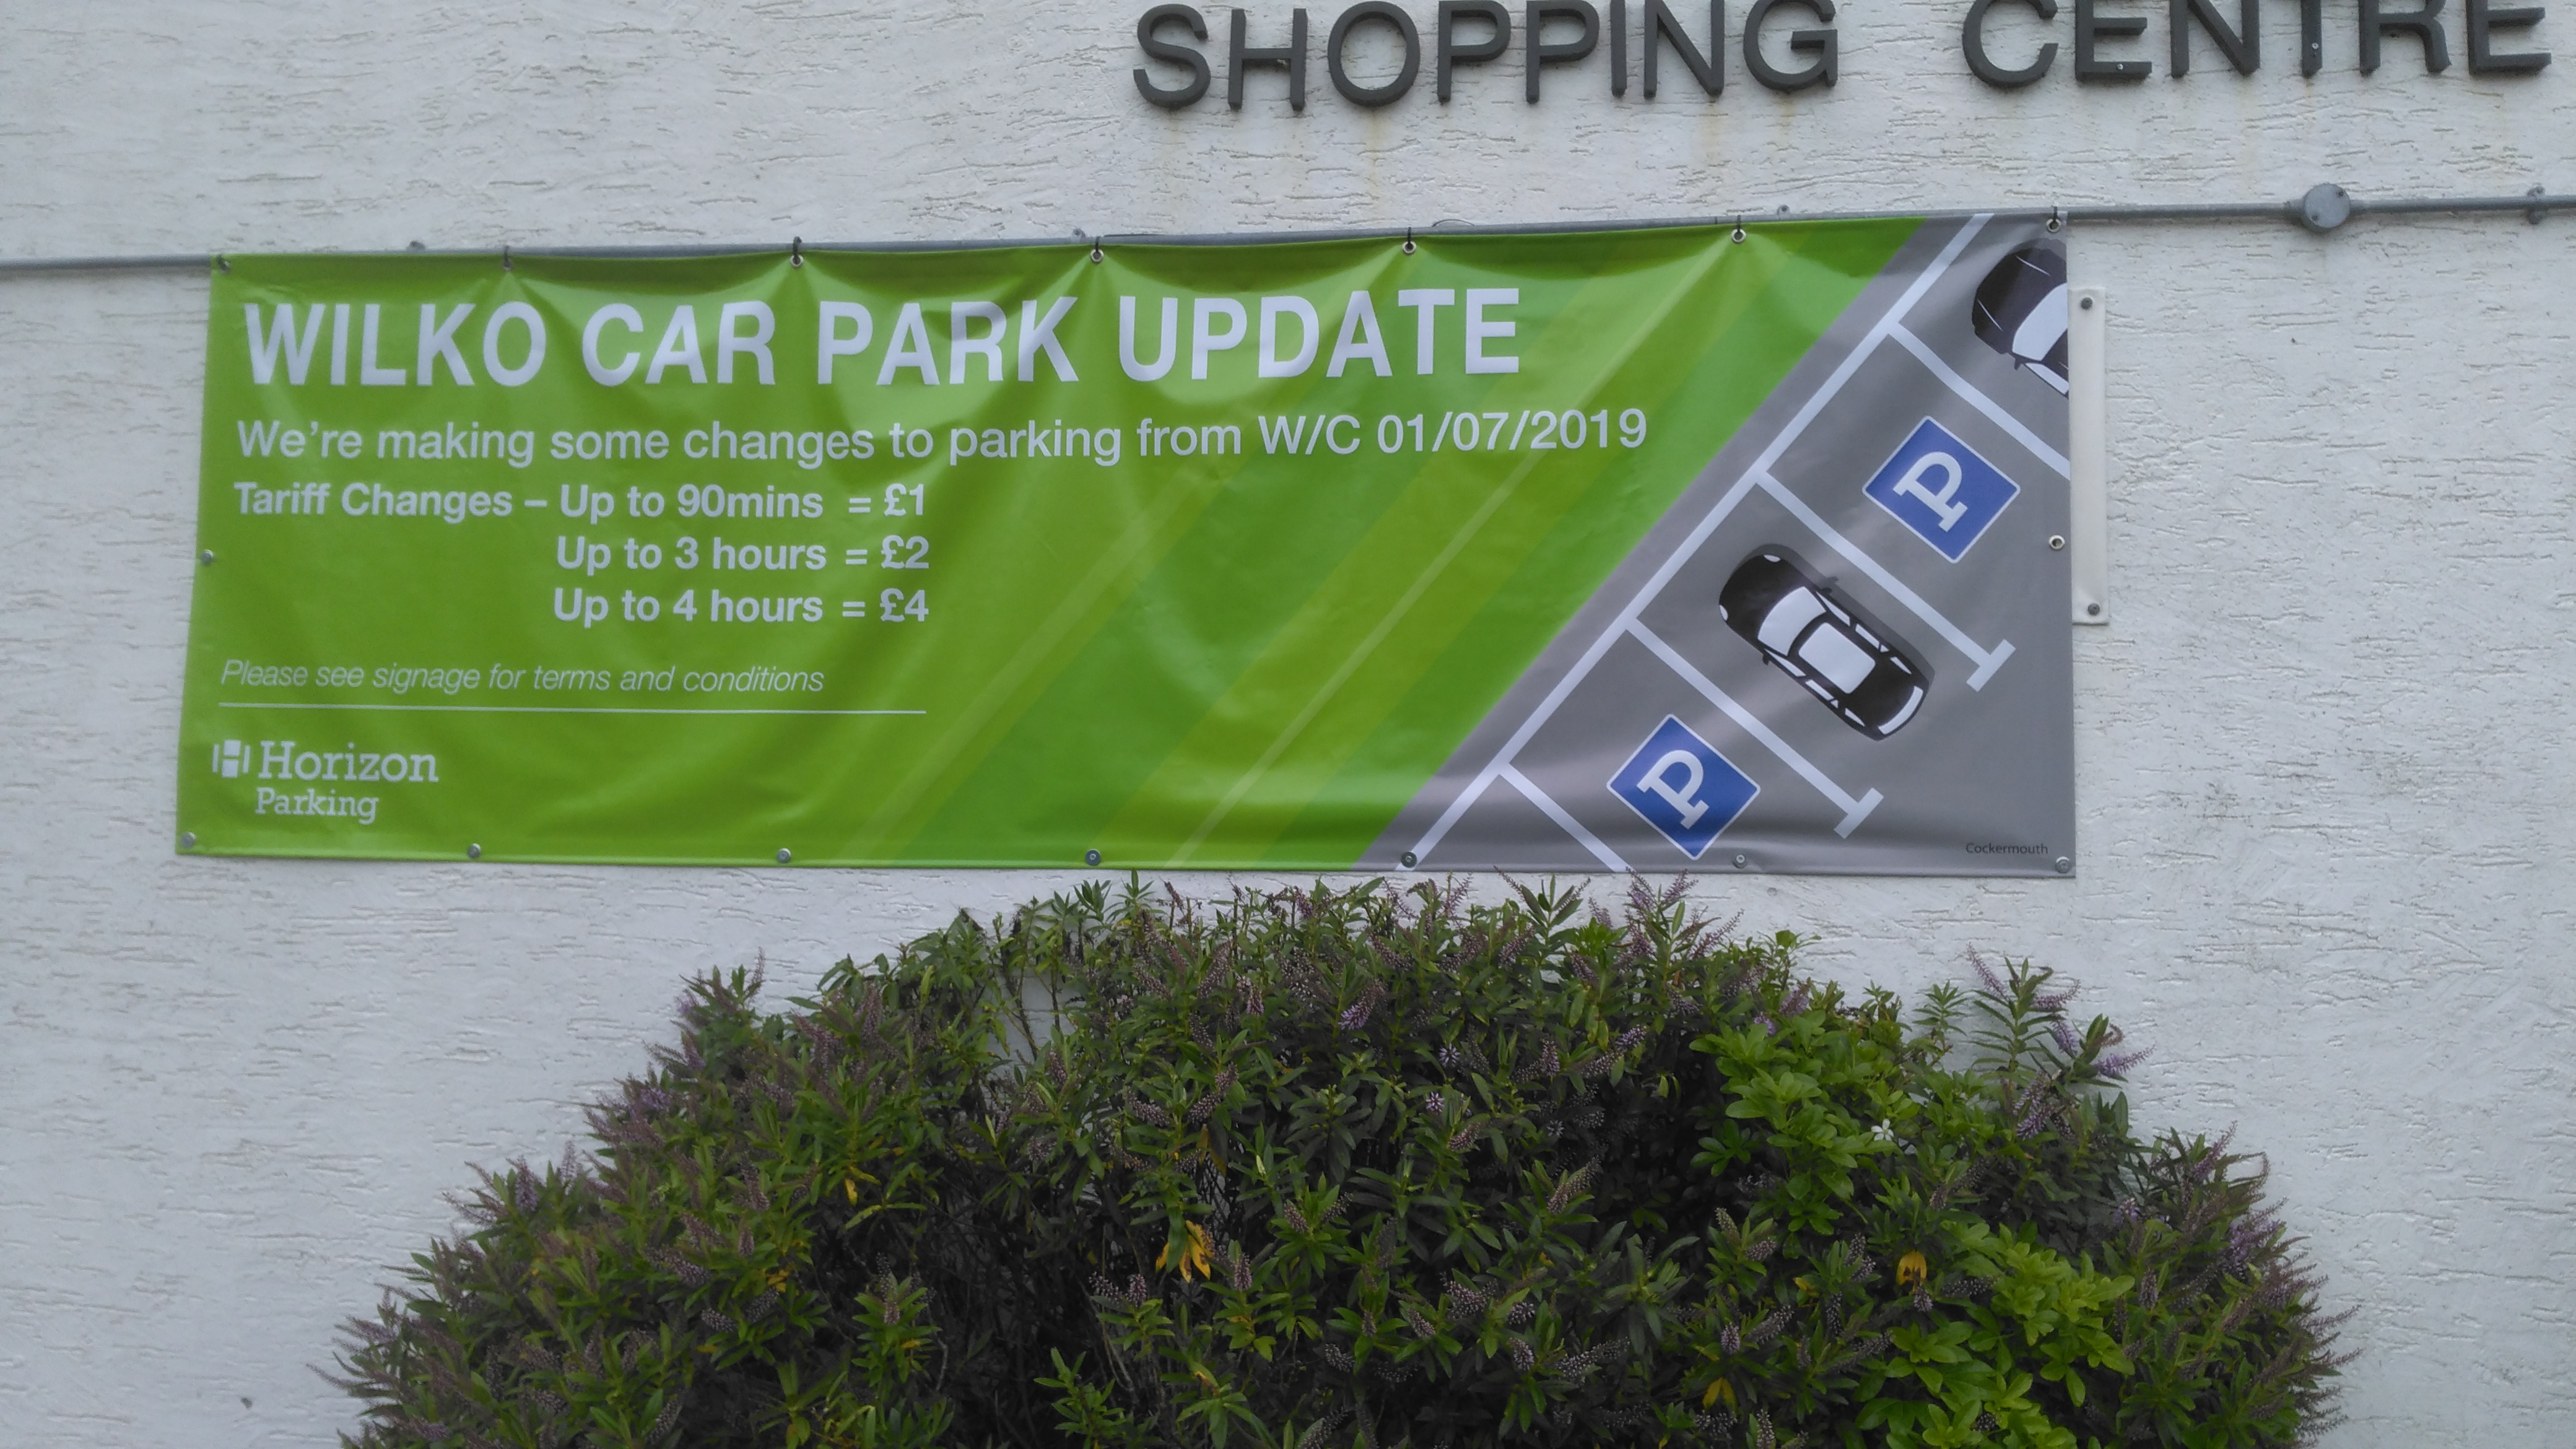 SHOPPING CENTRE
WILKO CAR PARK UPDATE
We're making some changes to parking from W/C 01/07/2019
Tariff Changes – Up to 90mins = £1
Up to 3 hours = £2
Up to 4 hours = £4
Please see signage for terms and conditions
Horizon
Parking
P
P
Cockermouth